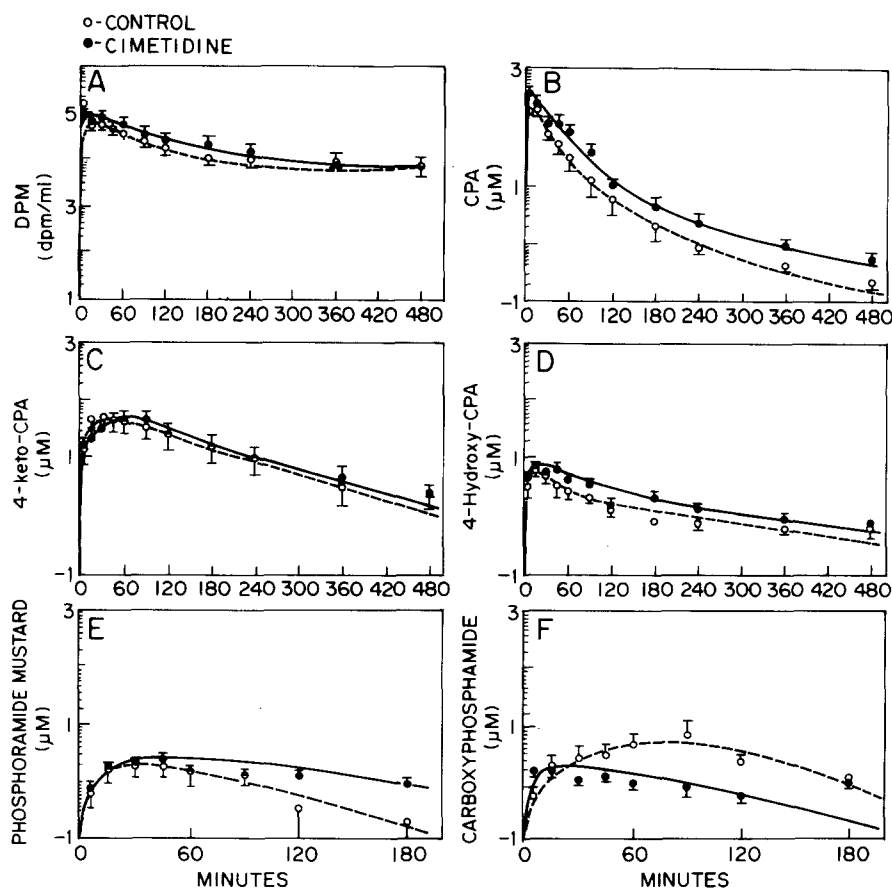 ○-CONTROL
●-CIMETIDINE
A
5
3
1
DPM
(dpm/ml)
0 60 120 180 240 300 360 420 480
B
3
1
-1
CPA
(μM)
0 60 120 180 240 300 360 420 480
C
3
1
-1
4-keto-CPA
(μM)
0 60 120 180 240 300 360 420 480
D
3
1
-1
4-Hydroxy-CPA
(μM)
0 60 120 180 240 300 360 420 480
E
3
1
-1
PHOSPHORAMIDE MUSTARD
(μM)
0 60 120 180
MINUTES
F
3
1
-1
CARBOXYPHOSPHAMIDE
(μM)
0 60 120 180
MINUTES